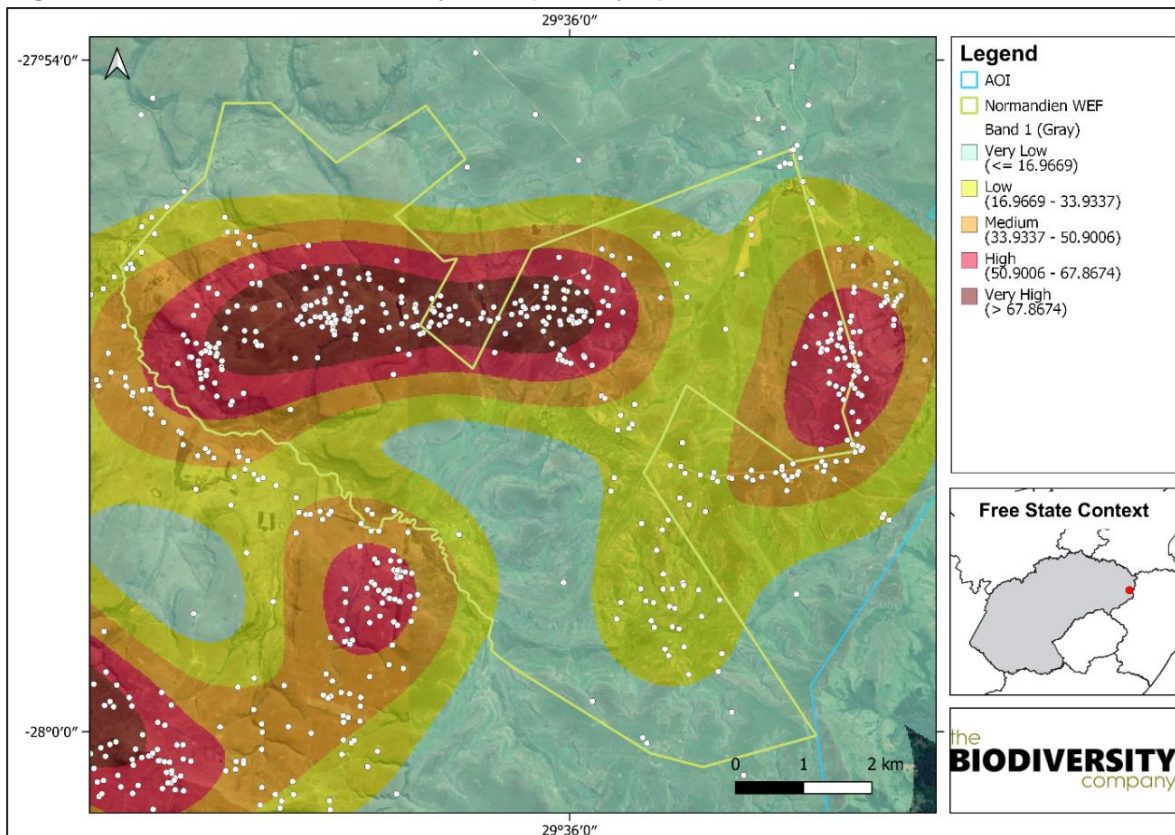 29°36'0"
-27°54'0"
-28°0'0"
0 1 2 km
29°36'0"
Legend
AOI
Normandien WEF
Band 1 (Gray)
Very Low
(<= 16.9669)
Low
(16.9669 - 33.9337)
Medium
(33.9337 - 50.9006)
High
(50.9006 - 67.8674)
Very High
(> 67.8674)
Free State Context
the
BIODIVERSITY
company